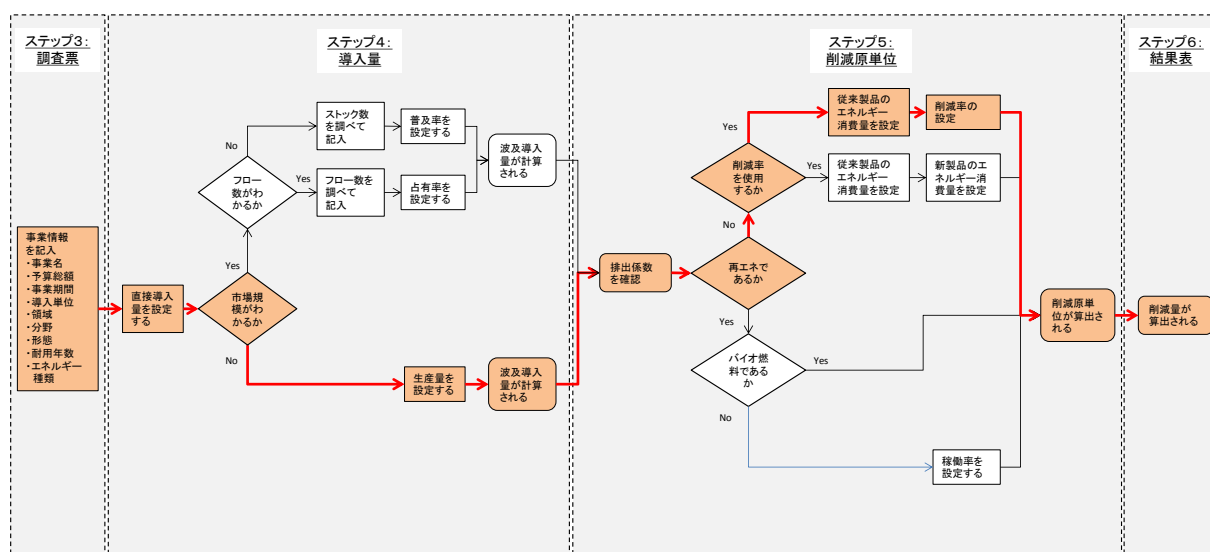 ステップ3:
調査票
事業情報
を記入
・事業名
・予算総額
・事業期間
・導入単位
・領域
・分野
・形態
・耐用年数
・エネルギー
種類
ステップ4:
導入量
直接導入
量を設定
する
市場規
模がわ
かるか
Yes
No
フロー
数がわ
かるか
No
Yes
ストック数
を調べて
記入
普及率を
設定する
フロー数を
調べて
記入
占有率を
設定する
波及導入
量が計算
される
生産量を
設定する
波及導入
量が計算
される
ステップ5:
削減原単位
排出係数
を確認
再エネで
あるか
No
Yes
削減率
を使用
するか
Yes
Yes
従来製品の
エネルギー
消費量を設定
削減率の
設定
従来製品の
エネルギー
消費量を設定
新製品のエ
ネルギー消
費量を設定
バイオ燃
料である
か
Yes
No
稼働率を
設定する
削減原単
位が算出さ
れる
ステップ6:
結果表
削減量が
算出される